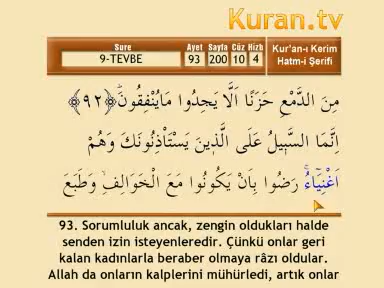 Kuran.tv
Sure Ayet Sayfa Cüz Hizb
9-TEVBE 93 200 10 4
Kur'an-ı Kerim
Hatm-i Şerifi
مِنَ الدَّمْعِ حَزَنًا اَلَّا يَجِدُوا مَايُنْفِقُونَۜ ﴿٩٢﴾
اِنَّمَا السَّبٖيلُ عَلَى الَّذٖينَ يَسْتَأْذِنُونَكَ وَهُمْ
اَغْنِيَٓاءُۚ رَضُوا بِاَنْ يَكُونُوا مَعَ الْخَوَالِفِۙ وَطَبَعَ
93. Sorumluluk ancak, zengin oldukları halde
senden izin isteyenleredir. Çünkü onlar geri
kalan kadınlarla beraber olmaya râzı oldular.
Allah da onların kalplerini mühürledi, artık onlar